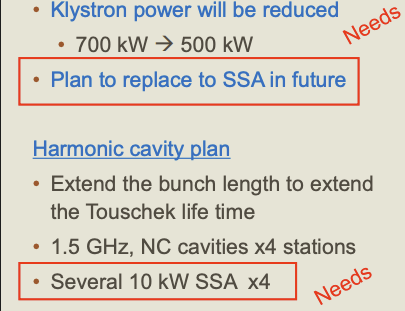 • Klystron power will be reduced
Needs
• 700 kW → 500 kW
• Plan to replace to SSA in future
Harmonic cavity plan
• Extend the bunch length to extend
the Touschek life time
• 1.5 GHz, NC cavities x4 stations
• Several 10 kW SSA x4
Needs